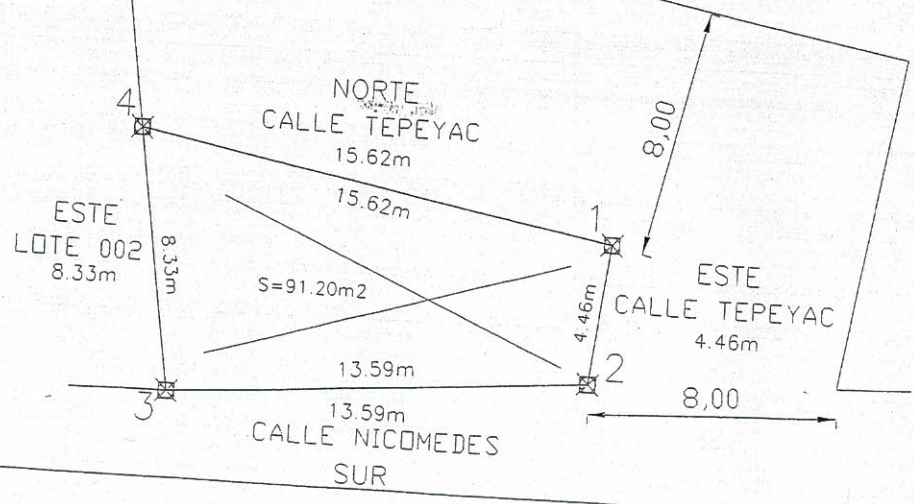 NORTE
CALLE TEPEYAC
15.62m
15.62m
8,00
4
1
ESTE
LOTE 002
8.33m
8.33m
S=91.20m2
4.46m
ESTE
CALLE TEPEYAC
4.46m
13.59m
2
8,00
3
13.59m
CALLE NICOMEDES
SUR